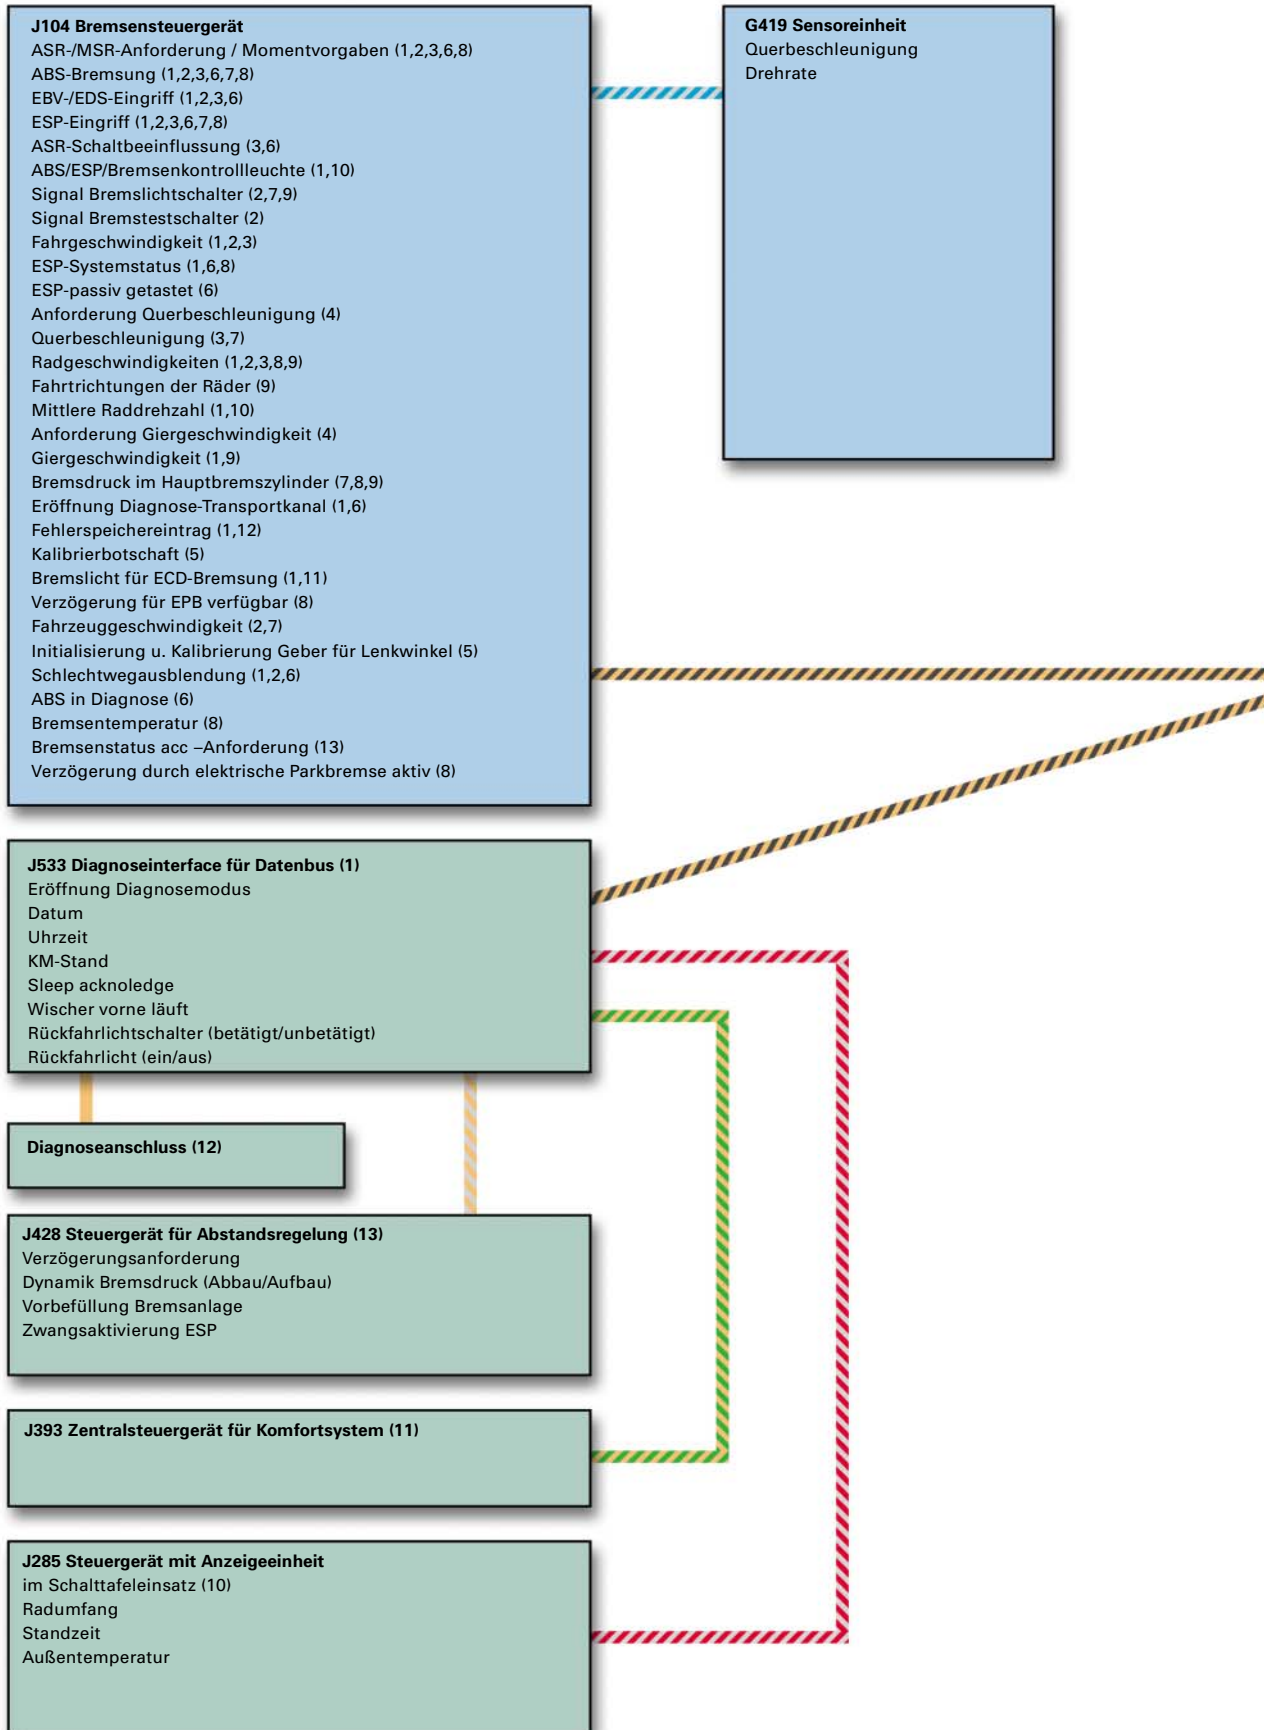 J104 Bremsensteuergerät
ASR-/MSR-Anforderung / Momentvorgaben (1,2,3,6,8)
ABS-Bremsung (1,2,3,6,7,8)
EBV-/EDS-Eingriff (1,2,3,6)
ESP-Eingriff (1,2,3,6,7,8)
ASR-Schaltbeeinflussung (3,6)
ABS/ESP/Bremsenkontrollleuchte (1,10)
Signal Bremslichtschalter (2,7,9)
Signal Bremstestschalter (2)
Fahrgeschwindigkeit (1,2,3)
ESP-Systemstatus (1,6,8)
ESP-passiv getastet (6)
Anforderung Querbeschleunigung (4)
Querbeschleunigung (3,7)
Radgeschwindigkeiten (1,2,3,8,9)
Fahrtrichtungen der Räder (9)
Mittlere Raddrehzahl (1,10)
Anforderung Giergeschwindigkeit (4)
Giergeschwindigkeit (1,9)
Bremsdruck im Hauptbremszylinder (7,8,9)
Eröffnung Diagnose-Transportkanal (1,6)
Fehlerspeichereintrag (1,12)
Kalibrierbotschaft (5)
Bremslicht für ECD-Bremsung (1,11)
Verzögerung für EPB verfügbar (8)
Fahrzeuggeschwindigkeit (2,7)
Initialisierung u. Kalibrierung Geber für Lenkwinkel (5)
Schlechtwegausblendung (1,2,6)
ABS in Diagnose (6)
Bremsentemperatur (8)
Bremsenstatus acc –Anforderung (13)
Verzögerung durch elektrische Parkbremse aktiv (8)
G419 Sensoreinheit
Querbeschleunigung
Drehrate
J533 Diagnoseinterface für Datenbus (1)
Eröffnung Diagnosemodus
Datum
Uhrzeit
KM-Stand
Sleep acknoledge
Wischer vorne läuft
Rückfahrlichtschalter (betätigt/unbetätigt)
Rückfahrlicht (ein/aus)
Diagnoseanschluss (12)
J428 Steuergerät für Abstandsregelung (13)
Verzögerungsanforderung
Dynamik Bremsdruck (Abbau/Aufbau)
Vorbefüllung Bremsanlage
Zwangsaktivierung ESP
J393 Zentralsteuergerät für Komfortsystem (11)
J285 Steuergerät mit Anzeigeeinheit
im Schalttafeleinsatz (10)
Radumfang
Standzeit
Außentemperatur